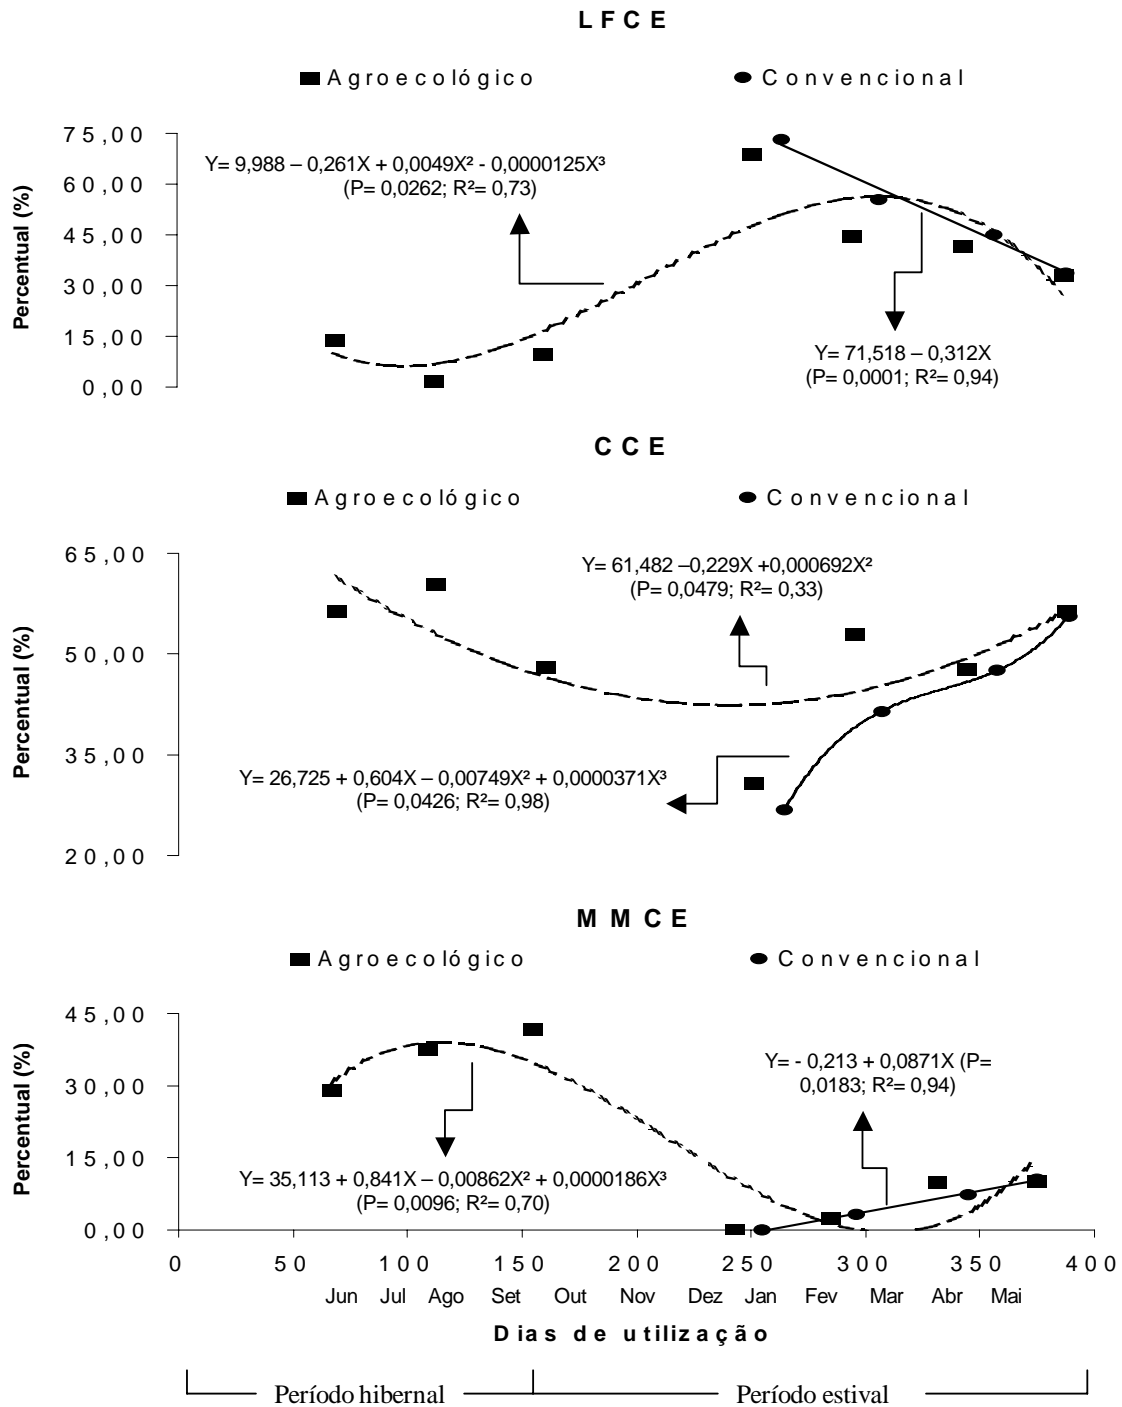 LFCE
Agroecológico Convencional
75,00
60,00
45,00
30,00
15,00
0,00
Percentual (%)
Y= 9,988 – 0,261X + 0,0049X² - 0,0000125X³
(P= 0,0262; R²= 0,73)
Y= 71,518 – 0,312X
(P= 0,0001; R²= 0,94)
CCE
Agroecológico Convencional
65,00
50,00
35,00
20,00
Percentual (%)
Y= 61,482 –0,229X +0,000692X²
(P= 0,0479; R²= 0,33)
Y= 26,725 + 0,604X – 0,00749X² + 0,0000371X³
(P= 0,0426; R²= 0,98)
MMCE
Agroecológico Convencional
45,00
30,00
15,00
0,00
Percentual (%)
Y= - 0,213 + 0,0871X (P=
0,0183; R²= 0,94)
Y= 35,113 + 0,841X – 0,00862X² + 0,0000186X³
(P= 0,0096; R²= 0,70)
0 50 100 150 200 250 300 350 400
Jun Jul Ago Set Out Nov Dez Jan Fev Mar Abr Mai
Dias de utilização
Período hibernal Período estival